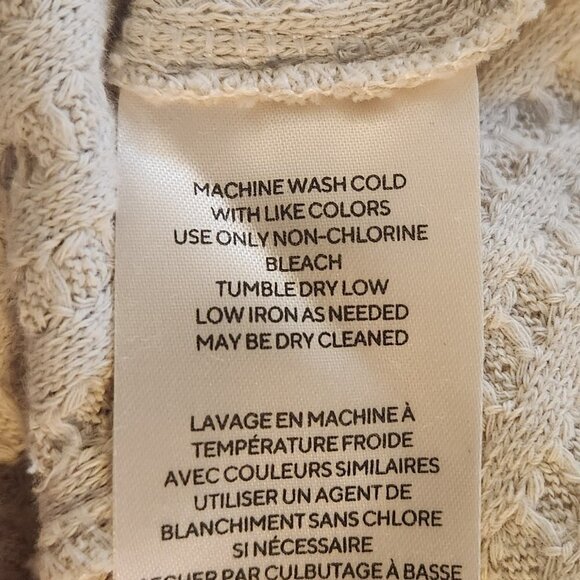 MACHINE WASH COLD
WITH LIKE COLORS
USE ONLY NON-CHLORINE
BLEACH
TUMBLE DRY LOW
LOW IRON AS NEEDED
MAY BE DRY CLEANED
LAVAGE EN MACHINE À
TEMPÉRATURE FROIDE
AVEC COULEURS SIMILAIRES
UTILISER UN AGENT DE
BLANCHIMENT SANS CHLORE
SI NÉCESSAIRE
SÉCHER PAR CULBUTAGE À BASSE